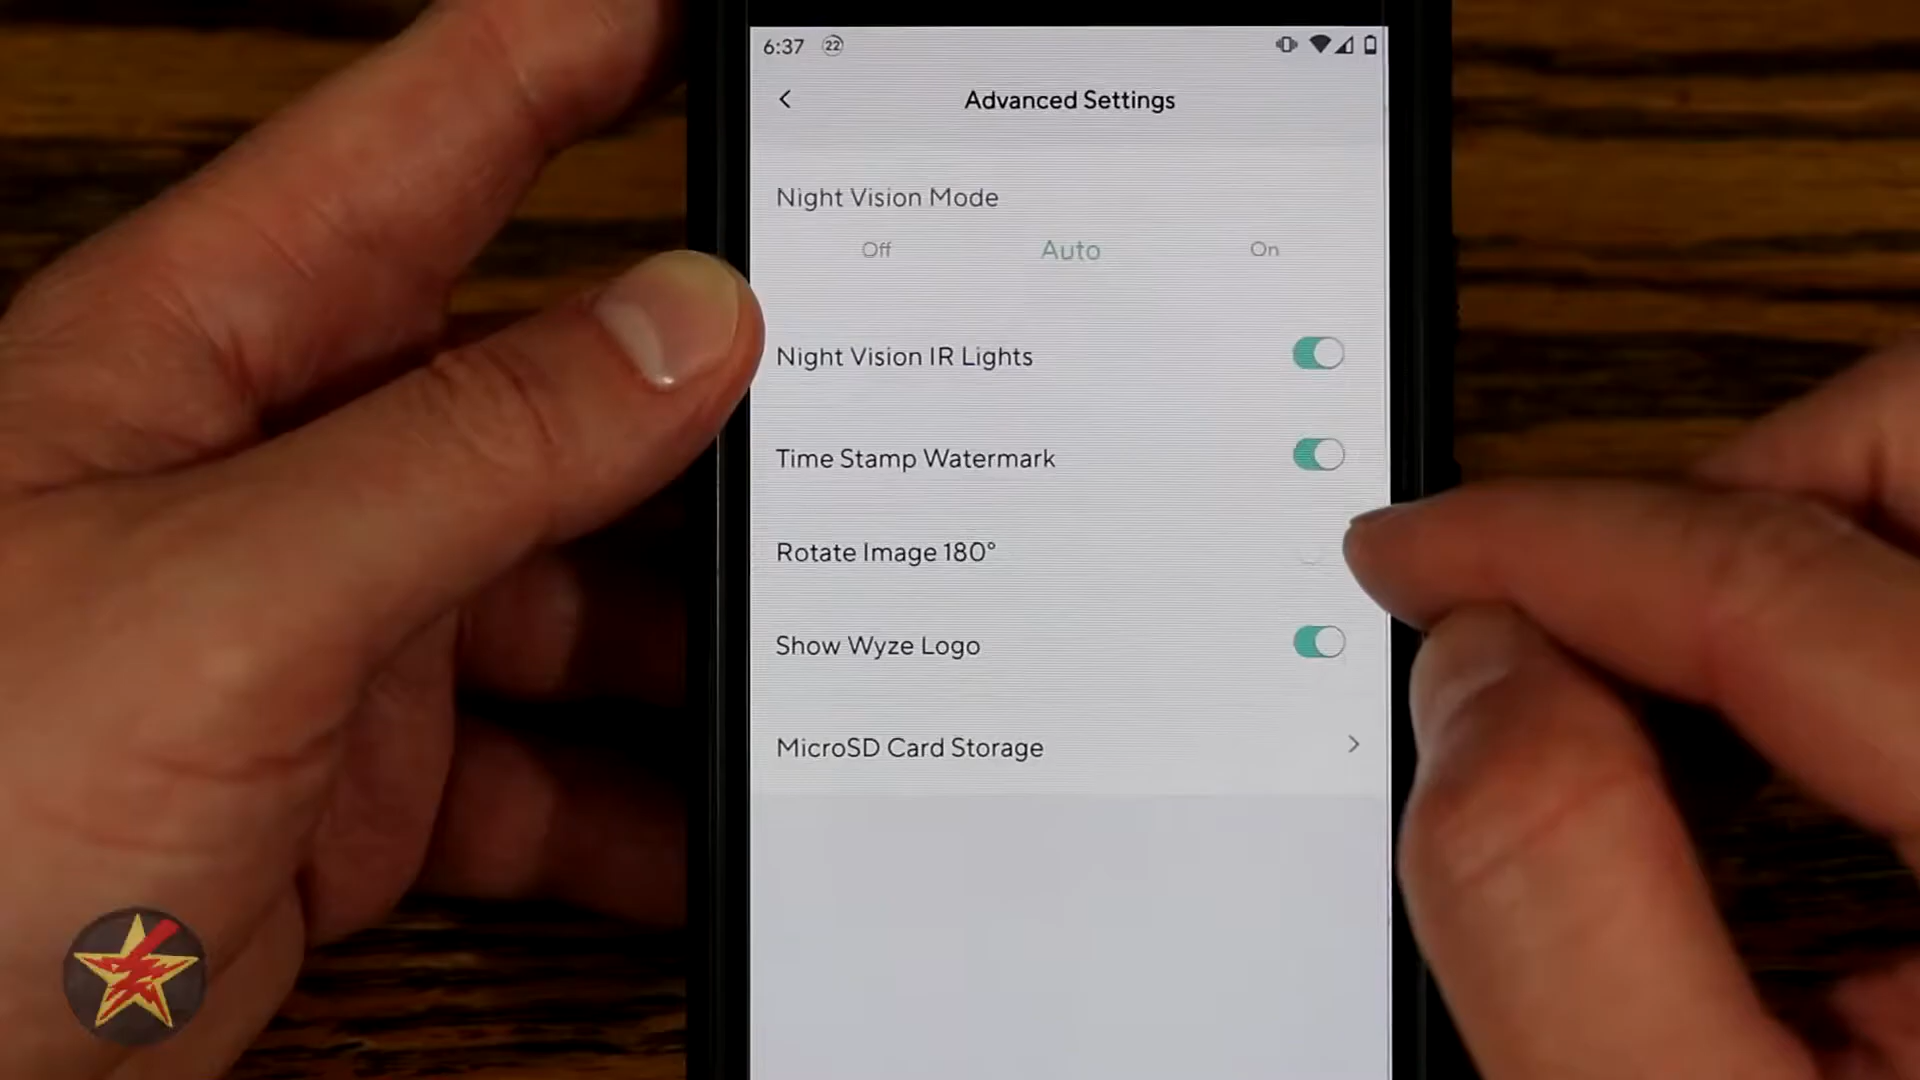 6:37 22
Advanced Settings
Night Vision Mode
Off Auto On
Night Vision IR Lights
Time Stamp Watermark
Rotate Image 180°
Show Wyze Logo
MicroSD Card Storage